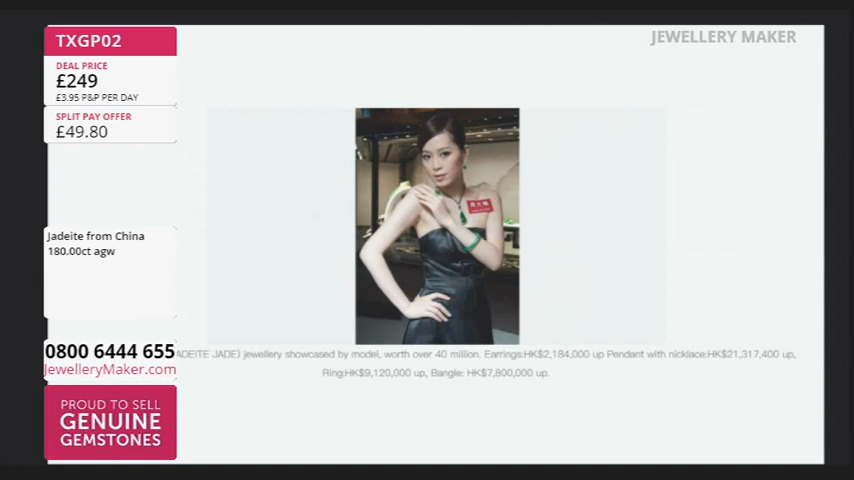 TXGP02
DEAL PRICE
£249
£3.95 P&P PER DAY
SPLIT PAY OFFER
£49.80
Jadeite from China
180.00ct agw
0800 6444 655
JewelleryMaker.com
PROUD TO SELL
GENUINE
GEMSTONES
JEWELLERY MAKER
ADEITE JADE) jewellery showcased by model, worth over 40 million. Earrings:HK$2,184,000 up Pendant with nicklace:HK$21,317,400 up,
Ring:HK$9,120,000 up, Bangle: HK$7,800,000 up.